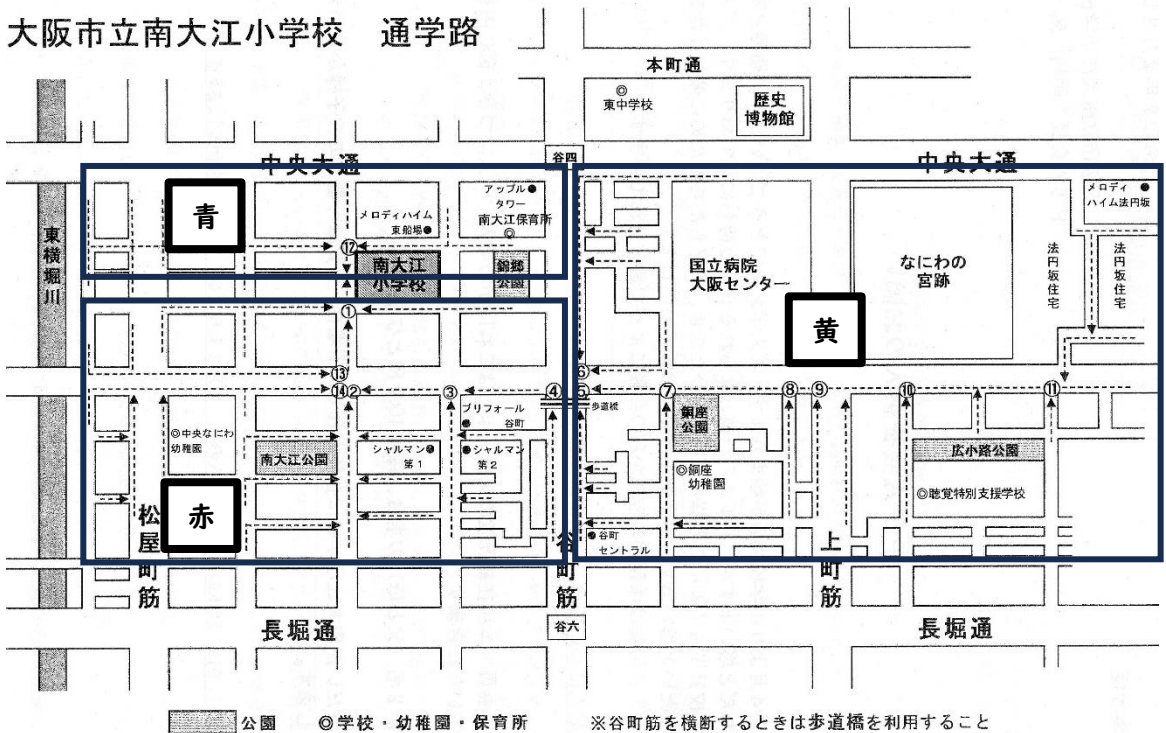 大阪市立南大江小学校 通学路
本町通
◎
東中学校
歴史
博物館
谷四
中央大通
中央大通
青
アップル●
タワー
南大江保育所
◎
メロディハイム
東船場●
⑫
南大江
小学校
錦郷
公園
東横堀川
①
⑬
⑭②
③
④
⑤
⑥
歩道橋
国立病院
大阪センター
なにわの
宮跡
メロディ ●
ハイム法円坂
法円坂住宅
法円坂住宅
黄
⑦
⑧
⑨
⑩
⑪
◎中央なにわ
幼稚園
南大江公園
シャルマン
第1
ブリフォール
● 谷町
●シャルマン
第2
赤
松屋町筋
銅座
公園
◎銅座
幼稚園
広小路公園
◎聴覚特別支援学校
●谷町
セントラル
谷町筋
上町筋
長堀通
谷六
長堀通
公園 ◎学校・幼稚園・保育所 ※谷町筋を横断するときは歩道橋を利用すること